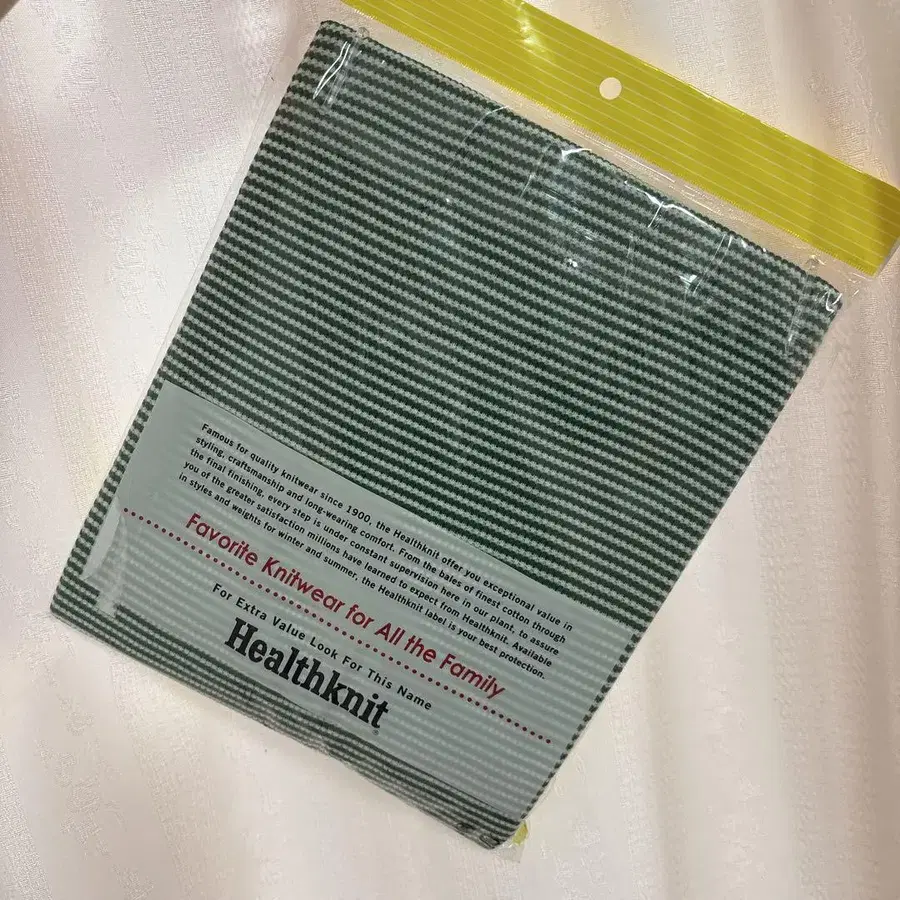 Famous for quality knitwear since 1900, the Healthknit offer you exceptional value in
styling, craftsmanship and long-wearing comfort. From the bales of finest cotton through
the final finishing, every step is under constant supervision here in our plant, to assure
you of the greater satisfaction millions have learned to expect from Healthknit. Available
in styles and weights for winter and summer, the Healthknit label is your best protection.
Favorite Knitwear for All the Family
For Extra Value Look For This Name
Healthknit®